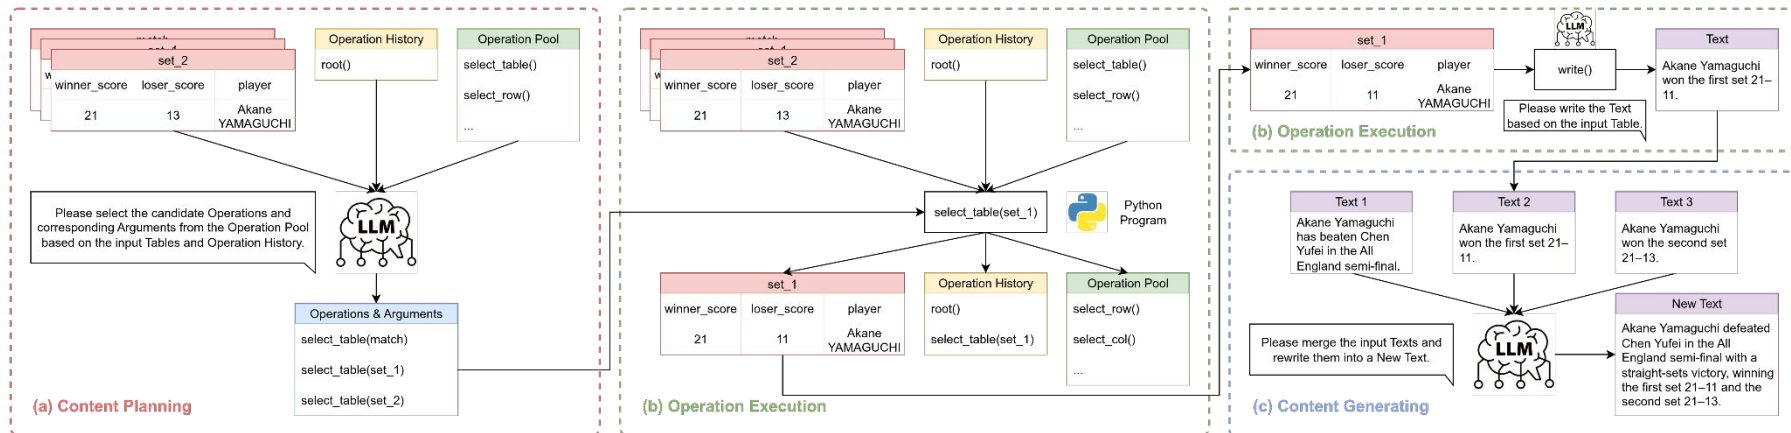 match
set_1
set_2
winner_score loser_score player
21 13 Akane
YAMAGUCHI
Operation History
root()
Operation Pool
select_table()
select_row()
...
Please select the candidate Operations and
corresponding Arguments from the Operation Pool
based on the input Tables and Operation History.
LLM
Operations & Arguments
select_table(match)
select_table(set_1)
select_table(set_2)
(a) Content Planning
set_2
winner_score loser_score player
21 13 Akane
YAMAGUCHI
Operation History
root()
Operation Pool
select_table()
select_row()
...
select_table(set_1)
Python
Program
set_1
winner_score loser_score player
21 11 Akane
YAMAGUCHI
Operation History
root()
select_table(set_1)
Operation Pool
select_row()
select_col()
...
(b) Operation Execution
set_1
winner_score loser_score player
21 11 Akane
YAMAGUCHI
LLM
write()
Please write the Text
based on the input Table.
Text
Akane Yamaguchi
won the first set 21–
11.
(b) Operation Execution
Text 1
Akane Yamaguchi
has beaten Chen
Yufei in the All
England semi-final.
Text 2
Akane Yamaguchi
won the first set 21–
11.
Text 3
Akane Yamaguchi
won the second set
21–13.
Please merge the input Texts and
rewrite them into a New Text.
LLM
New Text
Akane Yamaguchi defeated
Chen Yufei in the All
England semi-final with a
straight-sets victory, winning
the first set 21–11 and the
second set 21–13.
(c) Content Generating